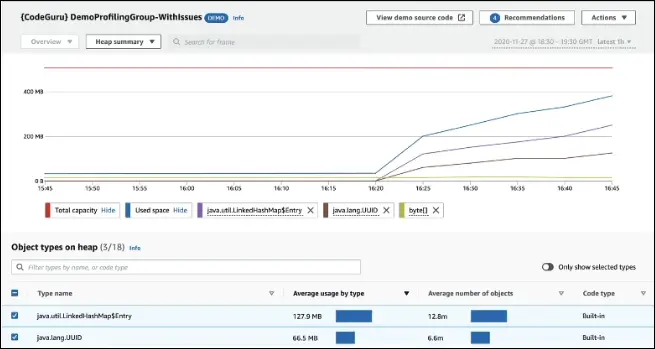 {CodeGuru} DemoProfilingGroup-WithIssues DEMO Info View demo source code 4 Recommendations Actions
Overview Heap summary Search for frame 2020-11-27 @ 18:30 - 19:30 GMT Latest 1h
400 MB
200 MB
0 B
15:45 15:50 15:55 16:00 16:05 16:10 16:15 16:20 16:25 16:30 16:35 16:40 16:45
Total capacity Hide Used space Hide java.util.LinkedHashMap$Entry X java.lang.UUID X byte[] X
Object types on heap (3/18) Info
Filter types by name, or code type Only show selected types
Type name Average usage by type Average number of objects Code type
java.util.LinkedHashMap$Entry 127.9 MB 12.8m Built-in
java.lang.UUID 66.5 MB 6.6m Built-in